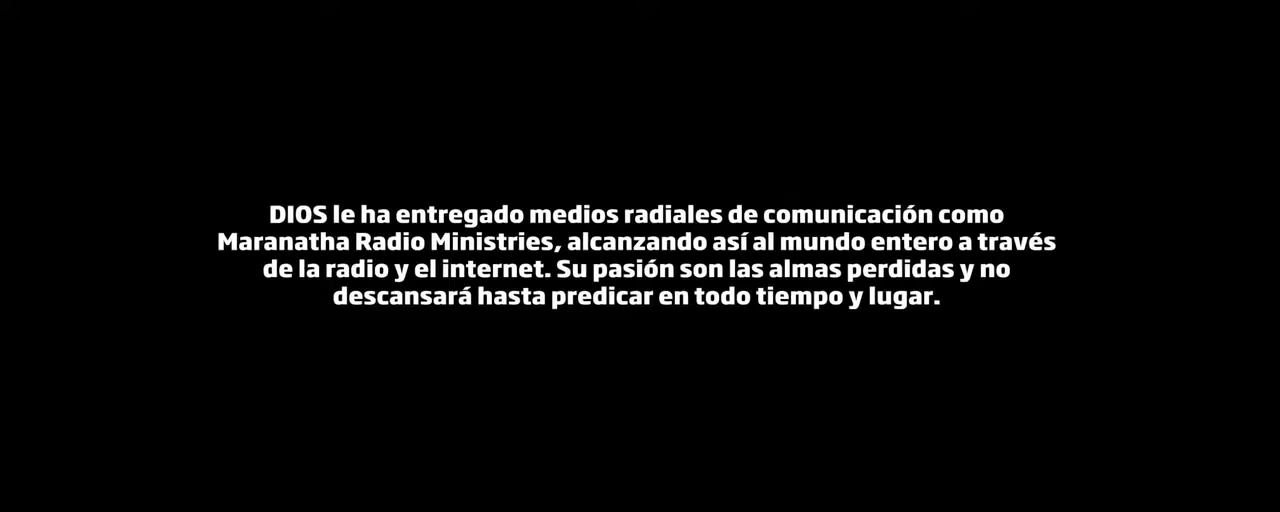 DIOS le ha entregado medios radiales de comunicación como
Maranatha Radio Ministries, alcanzando así al mundo entero a través
de la radio y el internet. Su pasión son las almas perdidas y no
descansará hasta predicar en todo tiempo y lugar.